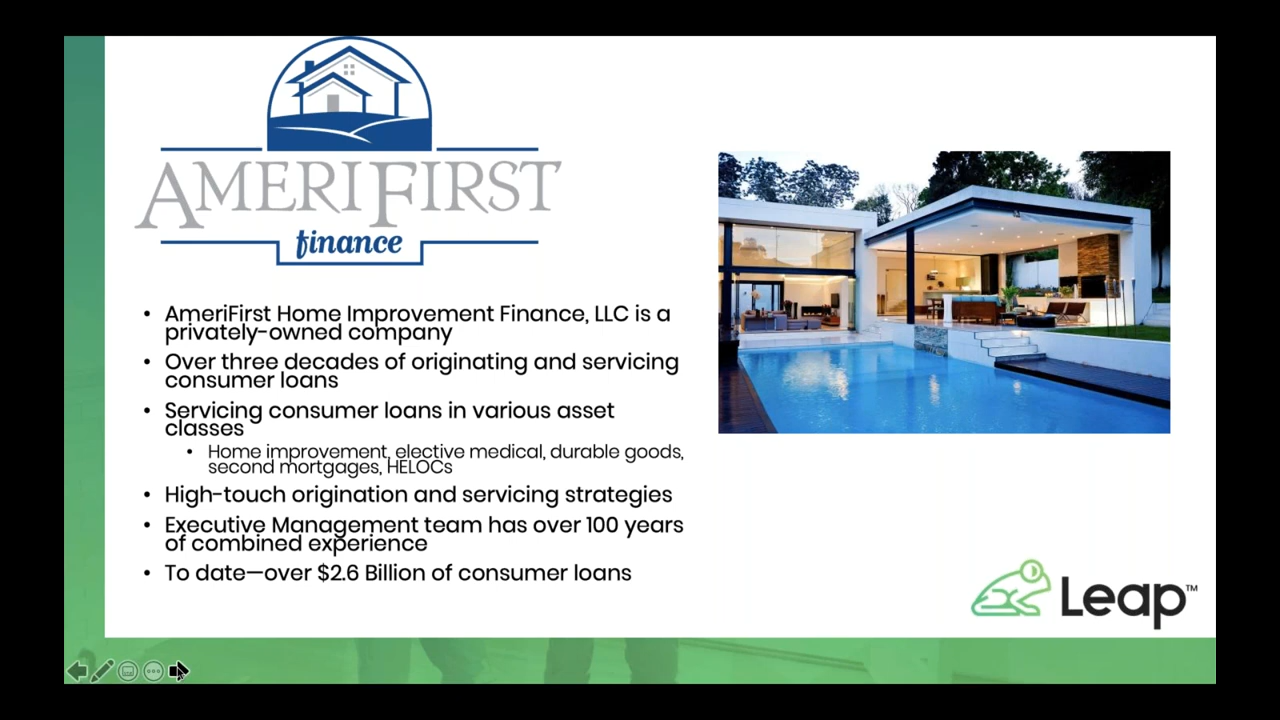 AMERIFIRST
finance
• AmeriFirst Home Improvement Finance, LLC is a
privately-owned company
• Over three decades of originating and servicing
consumer loans
• Servicing consumer loans in various asset
classes
• Home improvement, elective medical, durable goods,
second mortgages, HELOCs
• High-touch origination and servicing strategies
• Executive Management team has over 100 years
of combined experience
• To date—over $2.6 Billion of consumer loans
Leap™